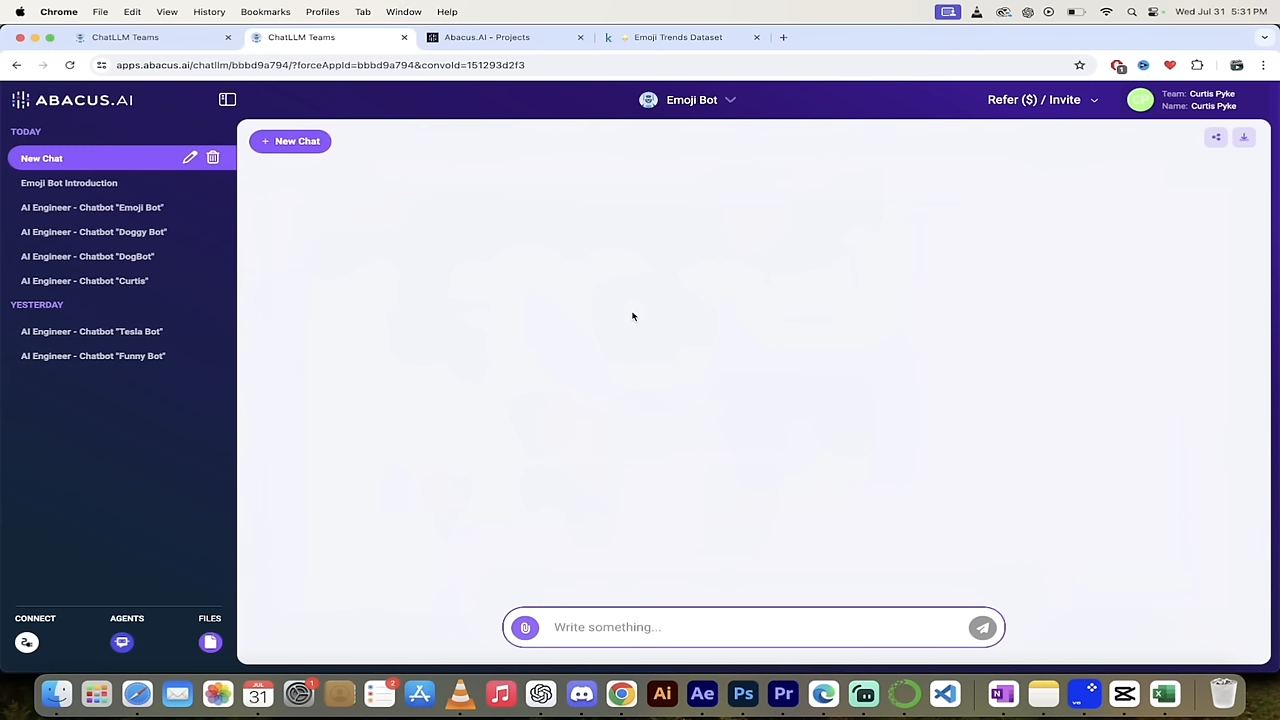 Chrome File Edit View History Bookmarks Profiles Tab Window Help Wed Jul 31 5:31 PM
ChatLLM Teams ChatLLM Teams Abacus.AI - Projects Emoji Trends Dataset
apps.abacus.ai/chatllm/bbbd9a794/?forceAppId=bbbd9a794&convoId=151293d2f3
ABACUS.AI Emoji Bot Refer ($) / Invite CP Team: Curtis Pyke
Name: Curtis Pyke
TODAY
+ New Chat
New Chat
Emoji Bot Introduction
AI Engineer - Chatbot "Emoji Bot"
AI Engineer - Chatbot "Doggy Bot"
AI Engineer - Chatbot "DogBot"
AI Engineer - Chatbot "Curtis"
YESTERDAY
AI Engineer - Chatbot "Tesla Bot"
AI Engineer - Chatbot "Funny Bot"
CONNECT AGENTS FILES
Write something...
JUL
31
1
2
Ai Ae Ps Pr